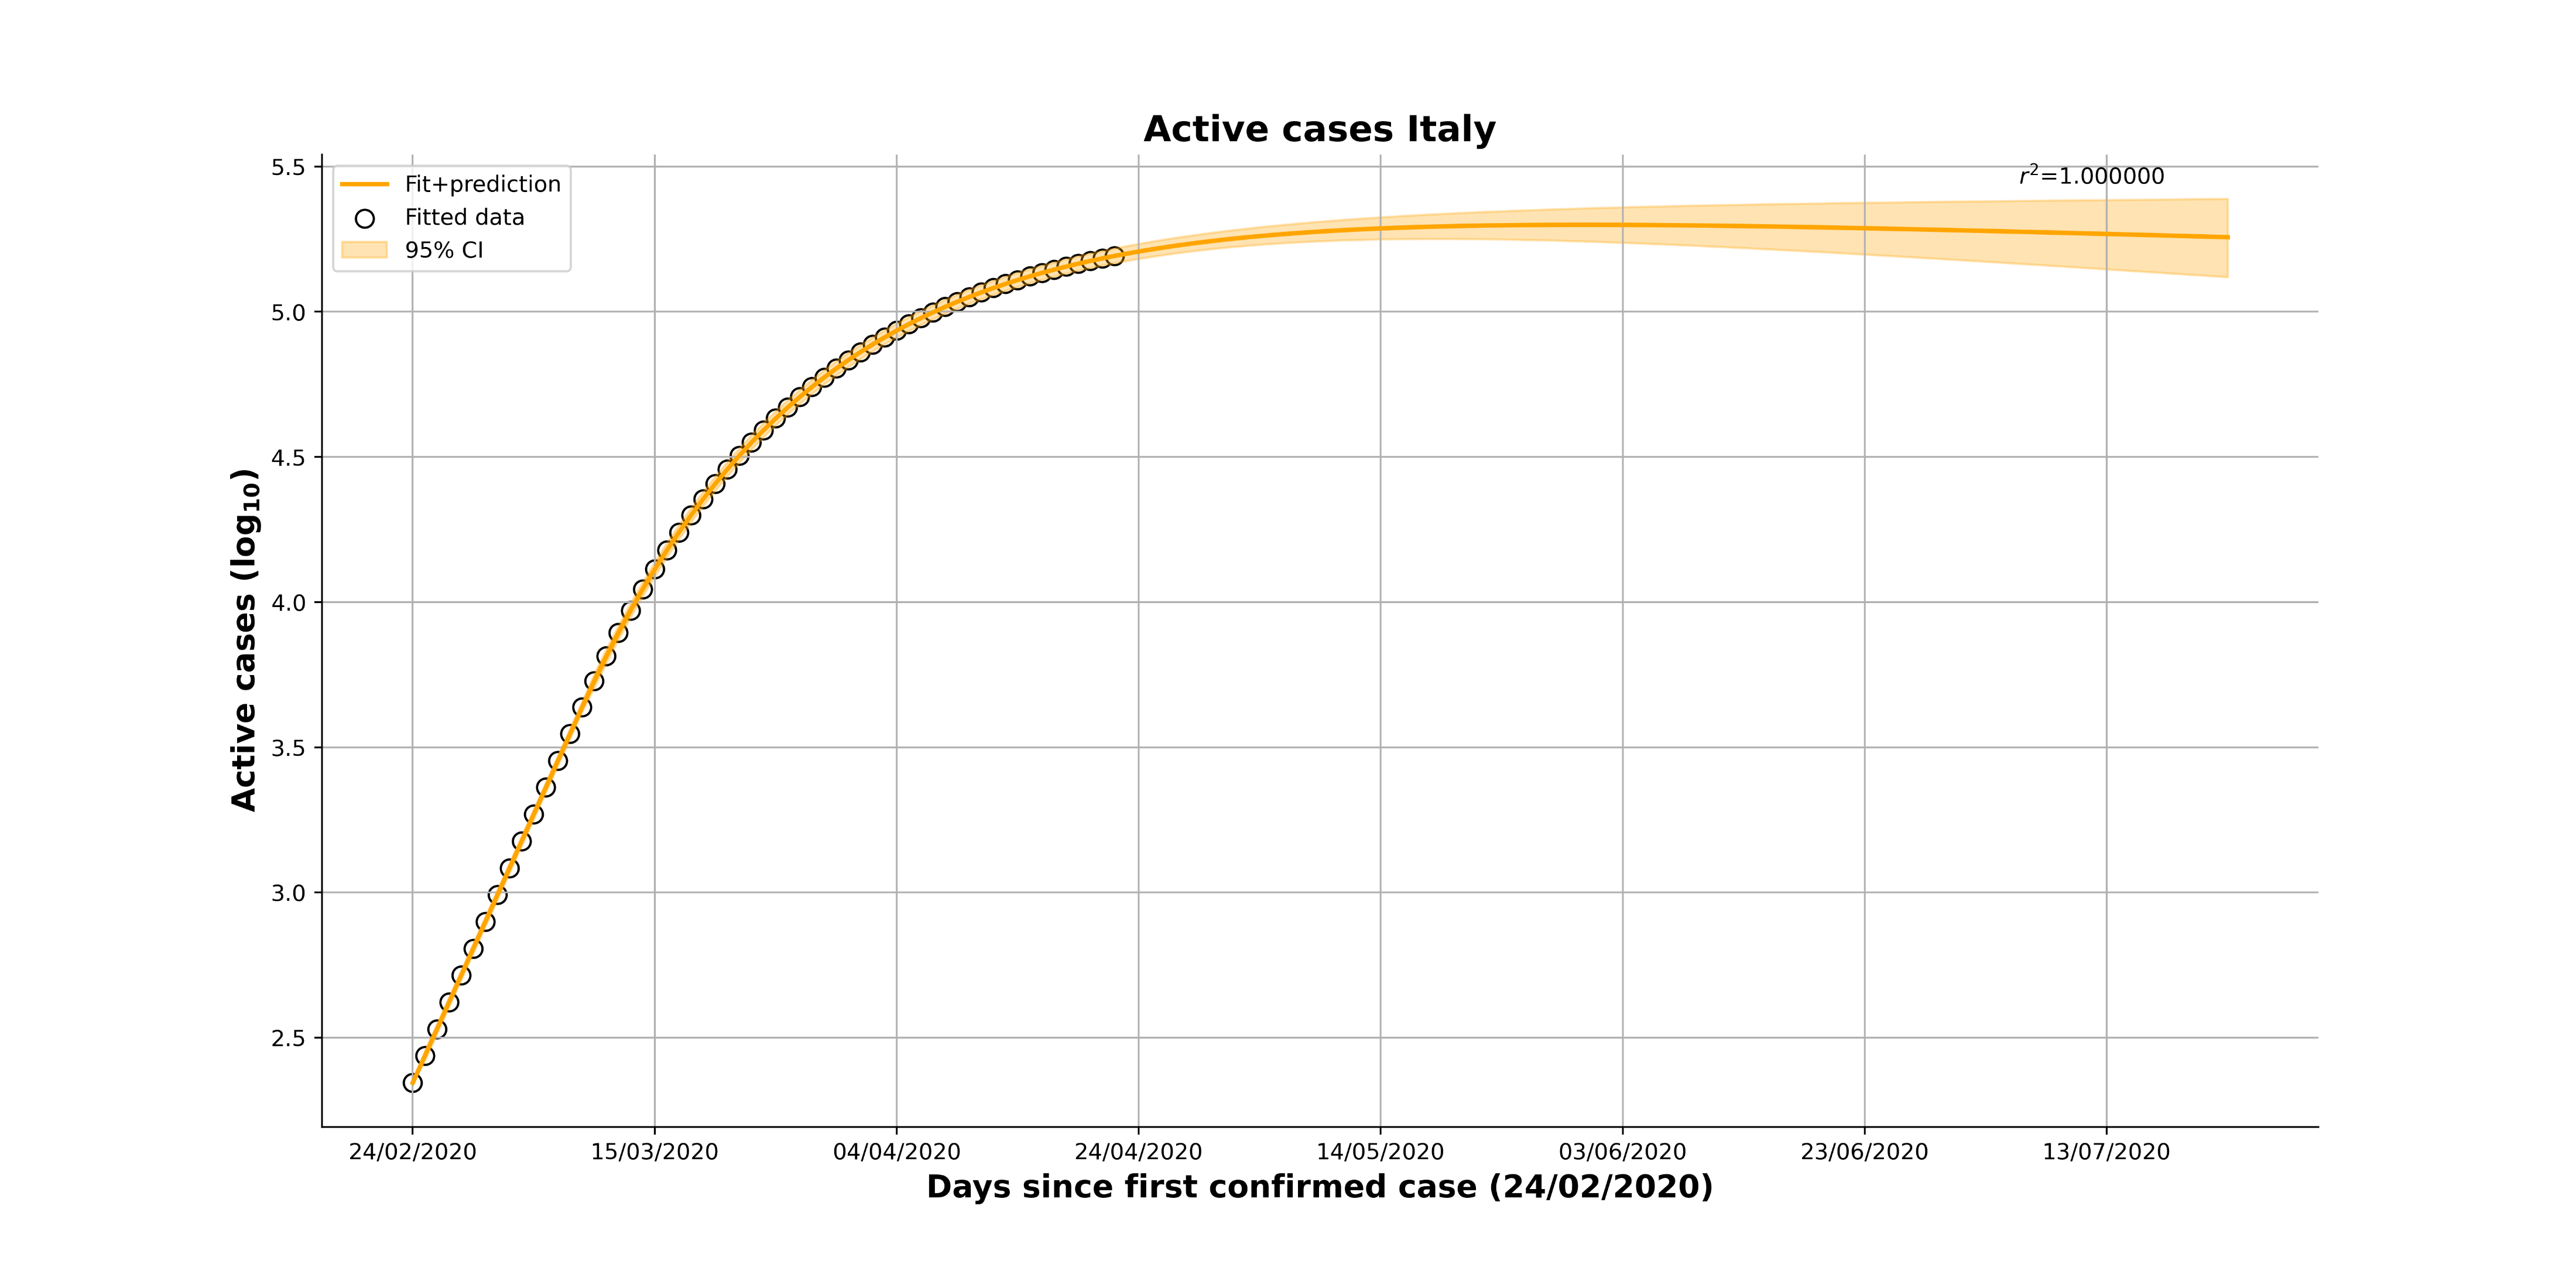 Active cases Italy
5.5
5.0
4.5
4.0
3.5
3.0
2.5
Active cases (log₁₀)
Fit+prediction
Fitted data
95% CI
r²=1.000000
24/02/2020 15/03/2020 04/04/2020 24/04/2020 14/05/2020 03/06/2020 23/06/2020 13/07/2020
Days since first confirmed case (24/02/2020)